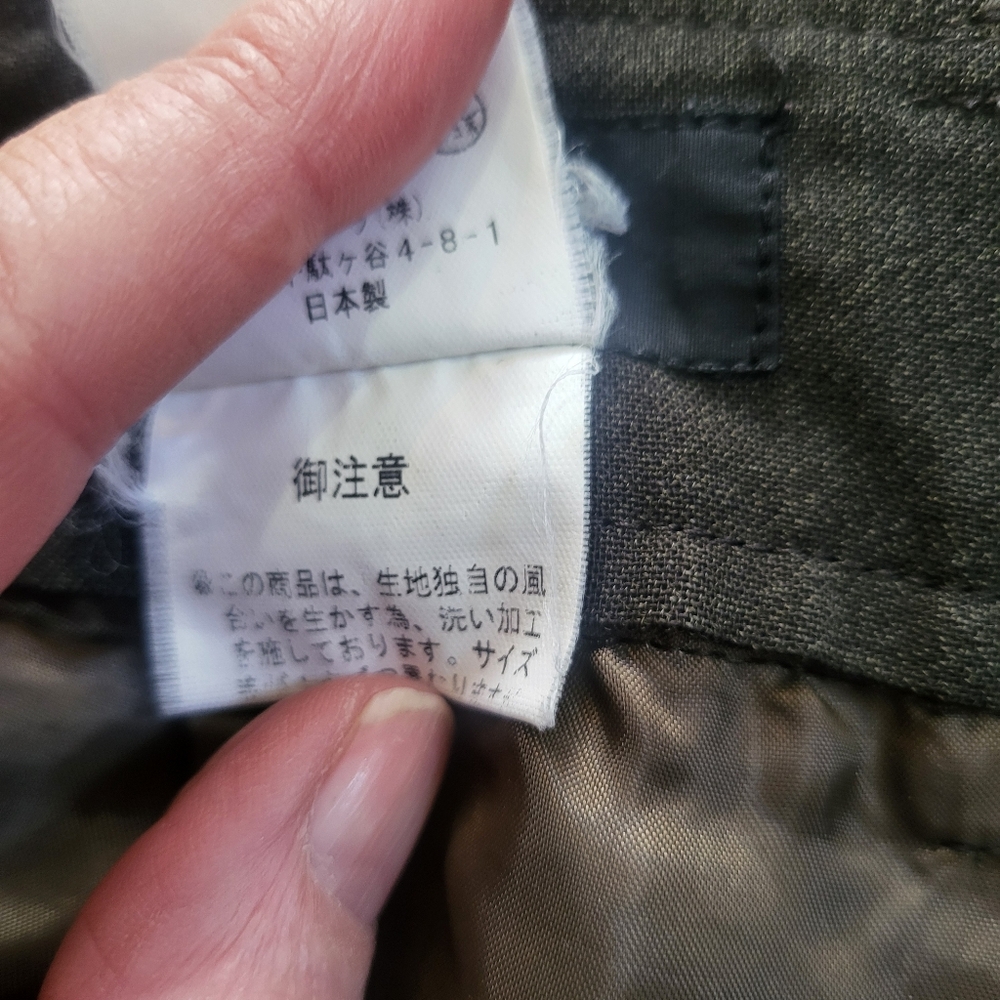 (株)
駄ヶ谷4-8-1
日本製
御注意
※この商品は、生地独自の風
合いを生かす為、洗い加工
を施しております。サイズ